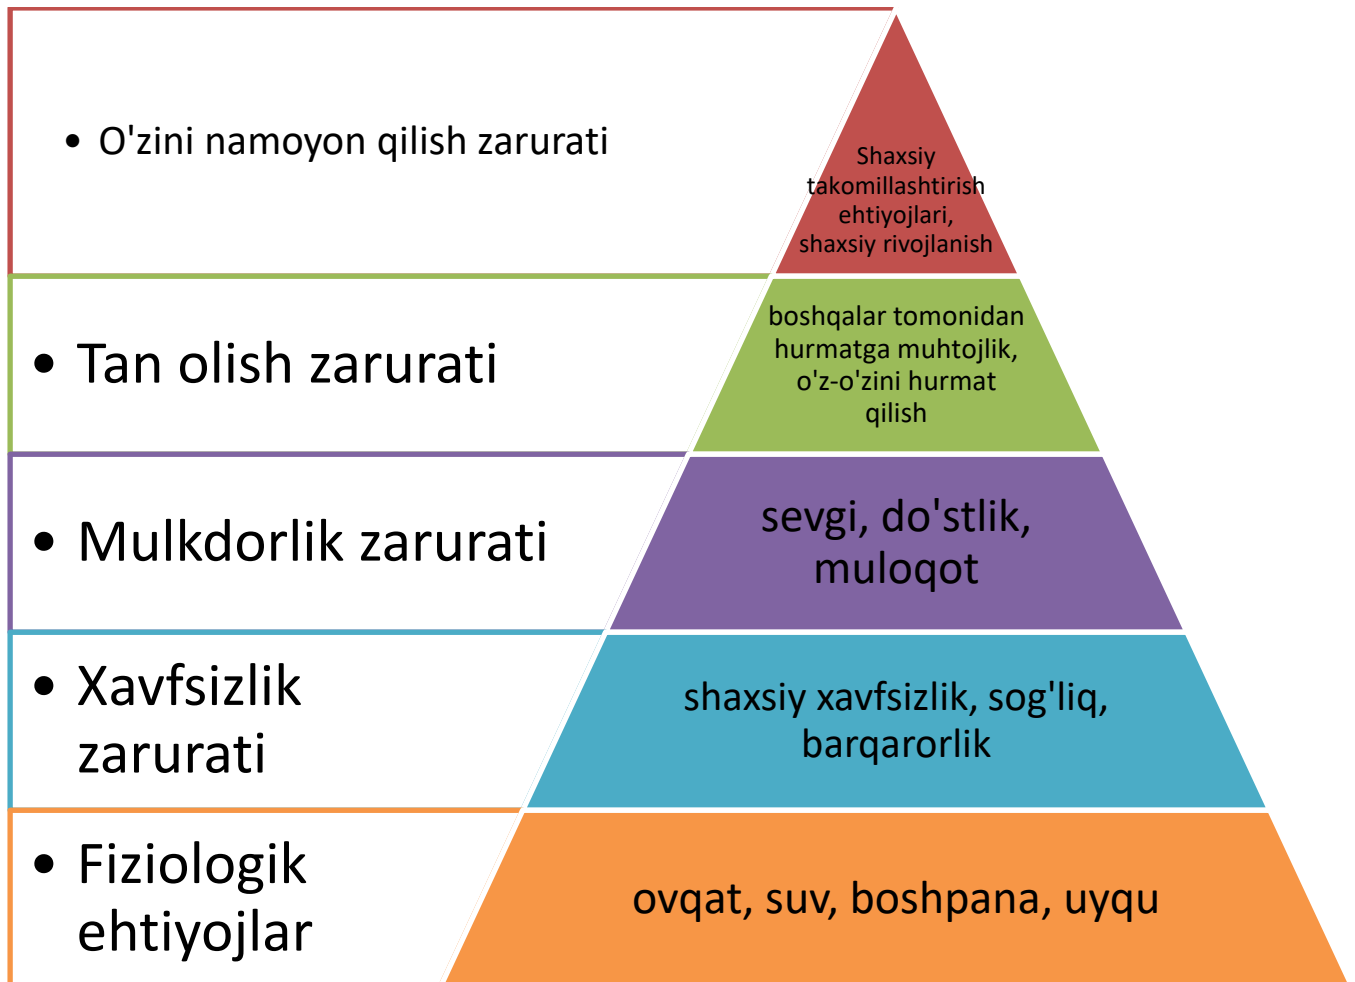 • O'zini namoyon qilish zarurati
Shaxsiy
takomillashtirish
ehtiyojlari,
shaxsiy rivojlanish
• Tan olish zarurati
boshqalar tomonidan
hurmatga muhtojlik,
o'z-o'zini hurmat
qilish
• Mulkdorlik zarurati
sevgi, do'stlik,
muloqot
• Xavfsizlik
zarurati
shaxsiy xavfsizlik, sog'liq,
barqarorlik
• Fiziologik
ehtiyojlar
ovqat, suv, boshpana, uyqu